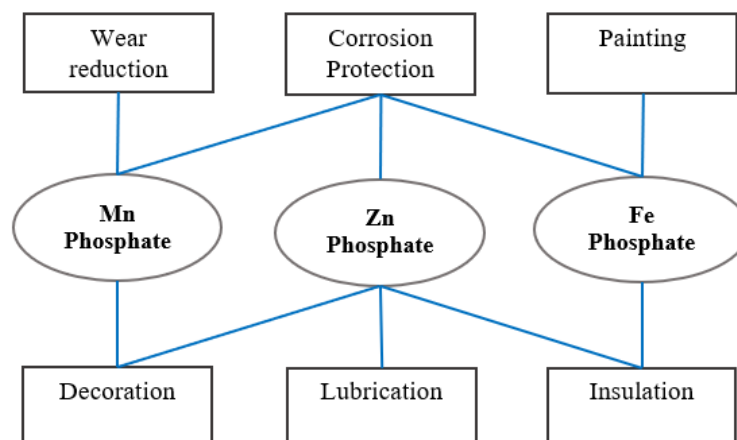 Wear
reduction
Corrosion
Protection
Painting
Mn
Phosphate
Zn
Phosphate
Fe
Phosphate
Decoration
Lubrication
Insulation